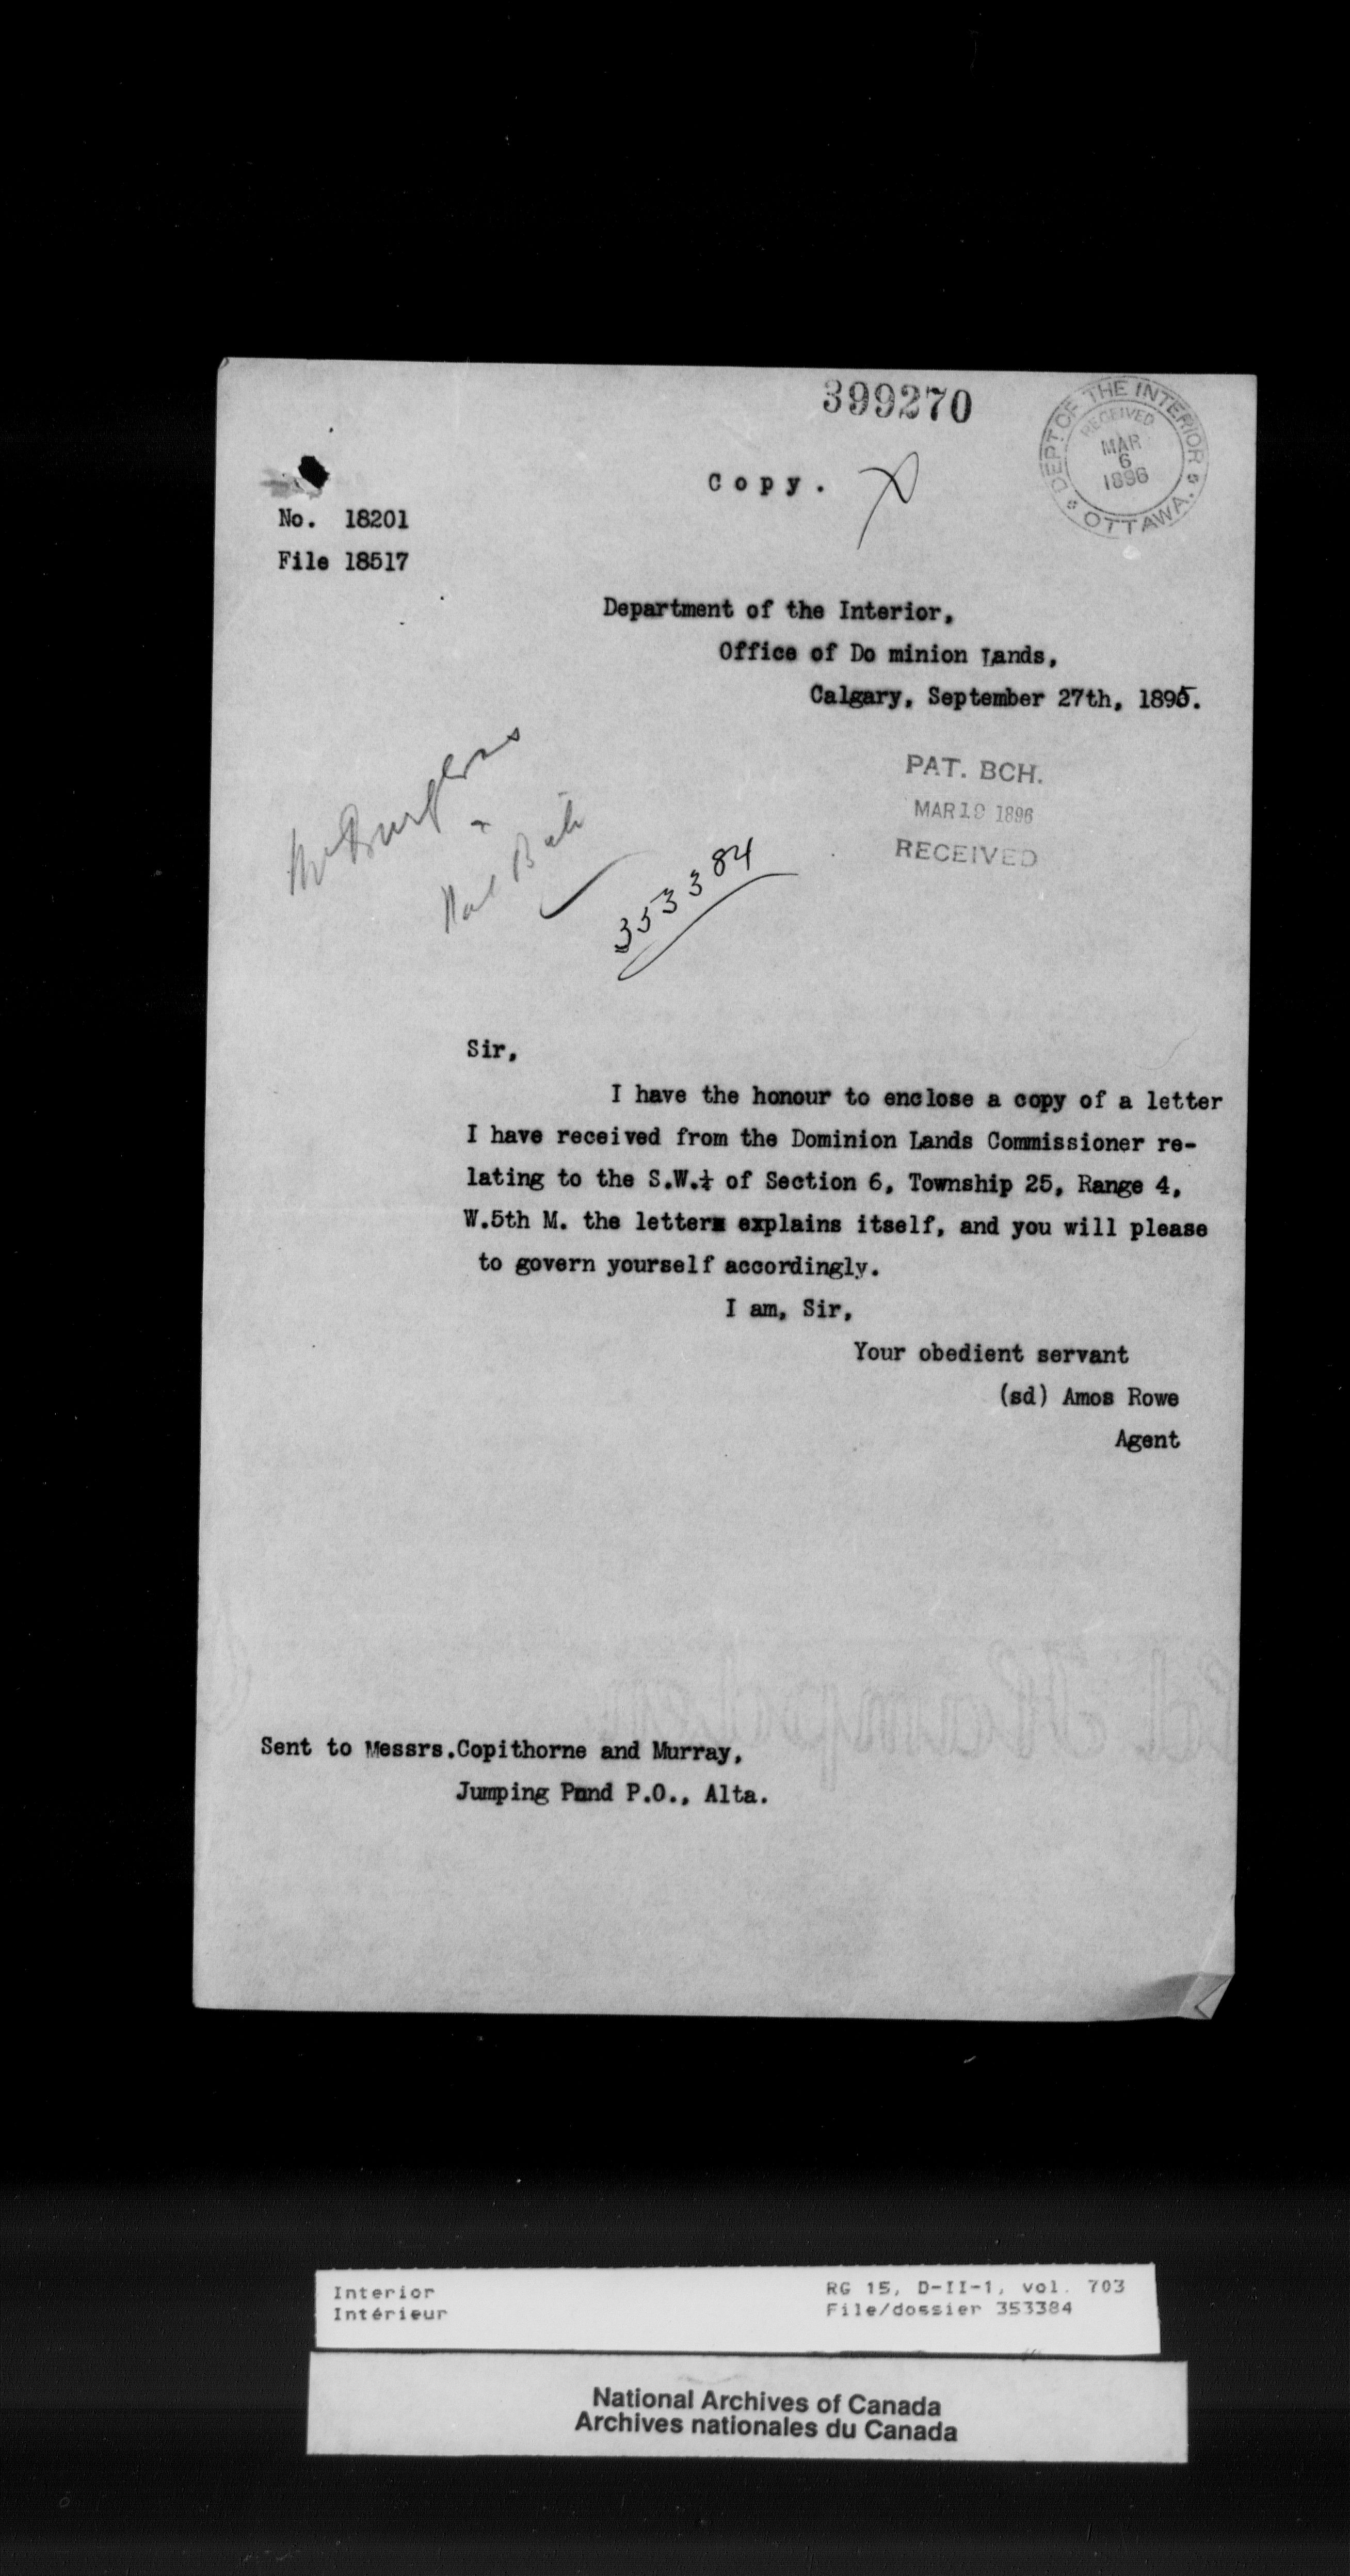 399270
DEPT OF THE INTERIOR
RECEIVED
MAR
6
1896
OTTAWA.
Copy.
No. 18201
File 18517
Department of the Interior,
Office of Do minion Lands,
Calgary, September 27th, 1895.
PAT. BCH.
MAR 19 1896
RECEIVED
Mr Burgess
353384
Sir,
I have the honour to enclose a copy of a letter
I have received from the Dominion Lands Commissioner re-
lating to the S.W.¼ of Section 6, Township 25, Range 4,
W.5th M. the letter explains itself, and you will please
to govern yourself accordingly.
I am, Sir,
Your obedient servant
(sd) Amos Rowe
Agent
Sent to Messrs.Copithorne and Murray,
Jumping Pond P.O., Alta.
Interior
Intérieur
RG 15, D-II-1, vol. 703
File/dossier 353384
National Archives of Canada
Archives nationales du Canada